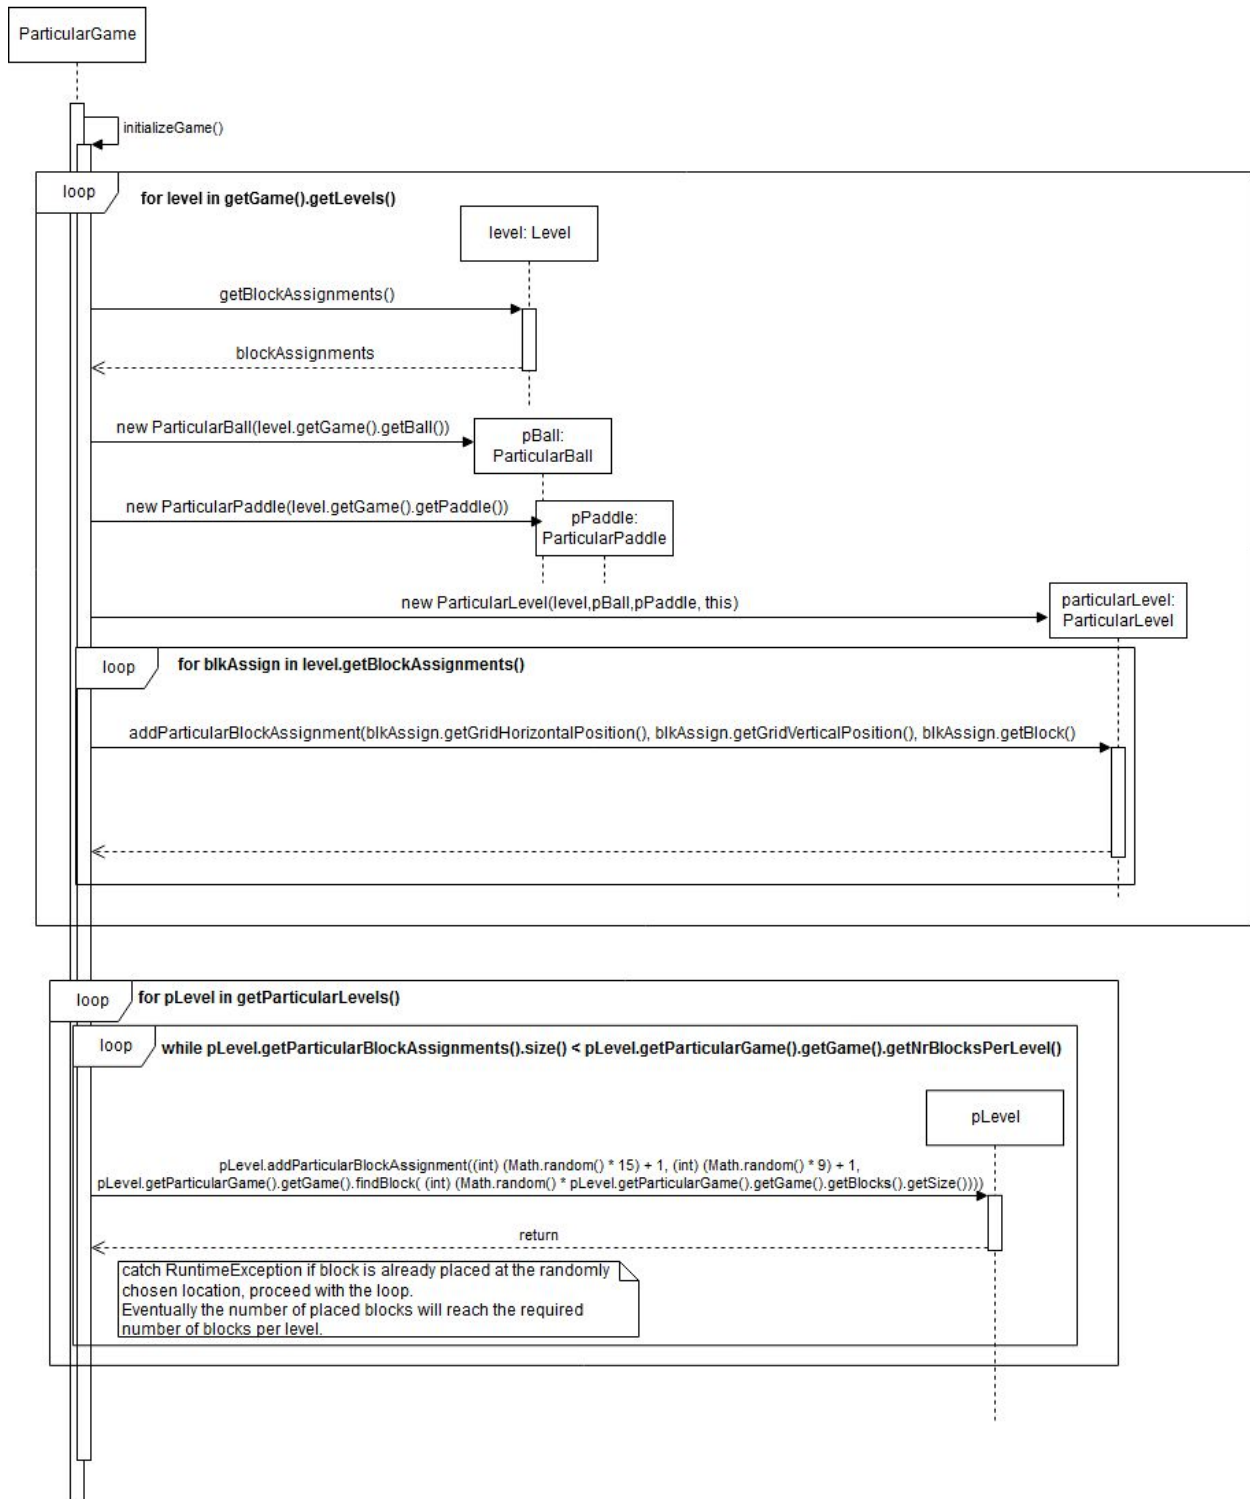 ParticularGame
initializeGame()
loop
for level in getGame().getLevels()
level: Level
getBlockAssignments()
blockAssignments
new ParticularBall(level.getGame().getBall())
pBall:
ParticularBall
new ParticularPaddle(level.getGame().getPaddle())
pPaddle:
ParticularPaddle
new ParticularLevel(level,pBall,pPaddle, this)
particularLevel:
ParticularLevel
loop
for blkAssign in level.getBlockAssignments()
addParticularBlockAssignment(blkAssign.getGridHorizontalPosition(), blkAssign.getGridVerticalPosition(), blkAssign.getBlock()
loop
for pLevel in getParticularLevels()
loop
while pLevel.getParticularBlockAssignments().size() < pLevel.getParticularGame().getGame().getNrBlocksPerLevel()
pLevel
pLevel.addParticularBlockAssignment((int) (Math.random() * 15) + 1, (int) (Math.random() * 9) + 1,
pLevel.getParticularGame().getGame().findBlock( (int) (Math.random() * pLevel.getParticularGame().getGame().getBlocks().getSize())))
return
catch RuntimeException if block is already placed at the randomly
chosen location, proceed with the loop.
Eventually the number of placed blocks will reach the required
number of blocks per level.